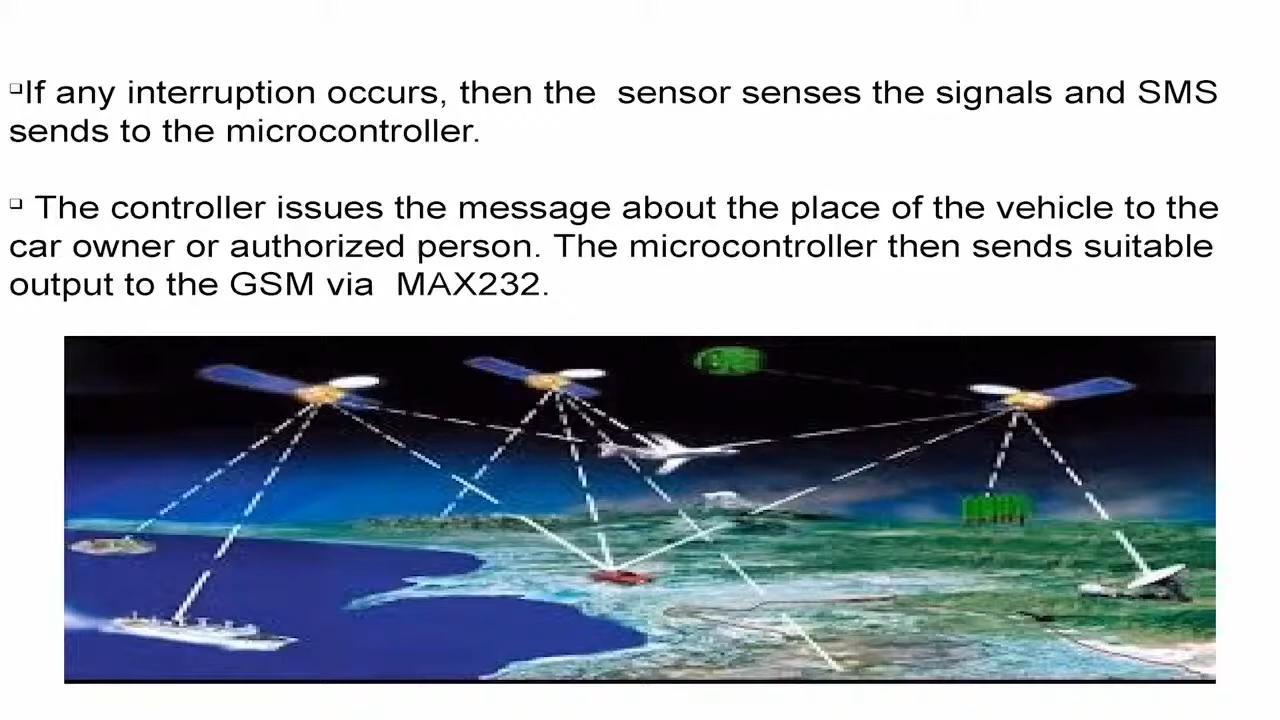 If any interruption occurs, then the sensor senses the signals and SMS
sends to the microcontroller.
The controller issues the message about the place of the vehicle to the
car owner or authorized person. The microcontroller then sends suitable
output to the GSM via MAX232.